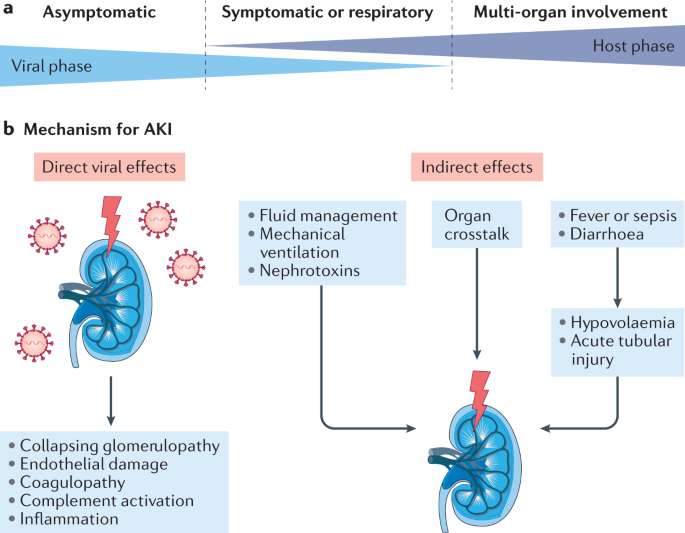 a
Asymptomatic
Symptomatic or respiratory
Multi-organ involvement
Viral phase
Host phase
b Mechanism for AKI
Direct viral effects
Indirect effects
• Fluid management
• Mechanical
ventilation
• Nephrotoxins
Organ
crosstalk
• Fever or sepsis
• Diarrhoea
• Hypovolaemia
• Acute tubular
injury
• Collapsing glomerulopathy
• Endothelial damage
• Coagulopathy
• Complement activation
• Inflammation